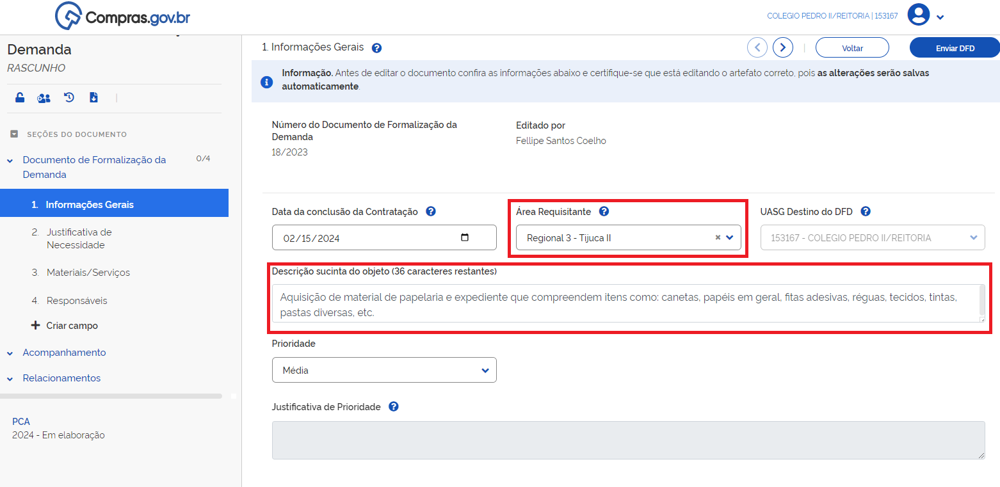 Compras.gov.br
COLEGIO PEDRO II/REITORIA | 153167
Demanda
RASCUNHO
SEÇÕES DO DOCUMENTO
Documento de Formalização da
Demanda
0/4
1. Informações Gerais
2. Justificativa de
Necessidade
3. Materiais/Serviços
4. Responsáveis
Criar campo
Acompanhamento
Relacionamentos
PCA
2024 - Em elaboração
1. Informações Gerais
Voltar
Enviar DFD
Informação. Antes de editar o documento confira as informações abaixo e certifique-se que está editando o artefato correto, pois as alterações serão salvas
automaticamente.
Número do Documento de Formalização da
Demanda
18/2023
Editado por
Fellipe Santos Coelho
Data da conclusão da Contratação
02/15/2024
Área Requisitante
Regional 3 - Tijuca II
UASG Destino do DFD
153167 - COLEGIO PEDRO II/REITORIA
Descrição sucinta do objeto (36 caracteres restantes)
Aquisição de material de papelaria e expediente que compreendem itens como: canetas, papéis em geral, fitas adesivas, réguas, tecidos, tintas,
pastas diversas, etc.
Prioridade
Média
Justificativa de Prioridade